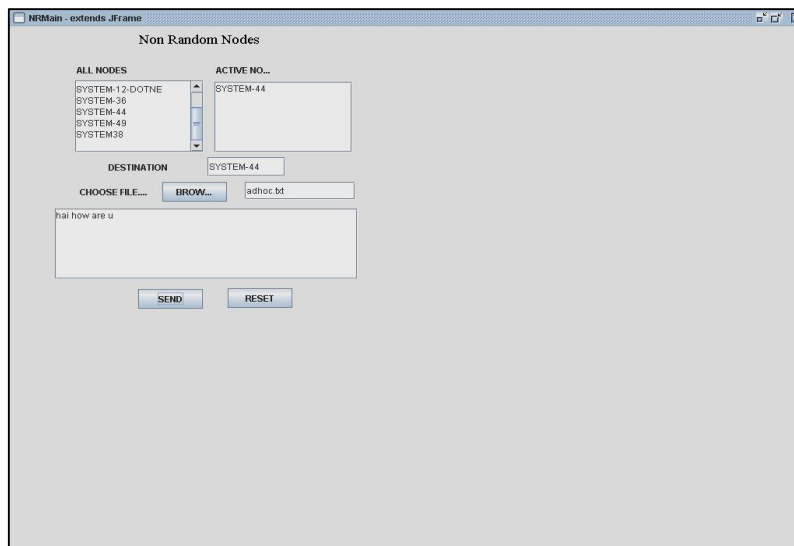 NRMain - extends JFrame
Non Random Nodes
ALL NODES ACTIVE NO...
SYSTEM-12-DOTNE SYSTEM-44
SYSTEM-36
SYSTEM-44
SYSTEM-49
SYSTEM38
DESTINATION SYSTEM-44
CHOOSE FILE.... BROW... adhoc.txt
hai how are u
SEND RESET